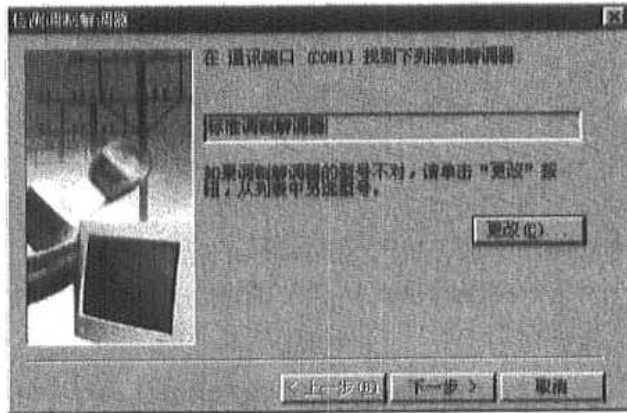 检测调制解调器
在 通讯端口 (COM1) 找到下列调制解调器:
标准调制解调器
如果调制解调器的型号不对，请单击“更改”按
钮，从列表中另选型号。
更改(C)...
< 上一步(B)
下一步 >
取消